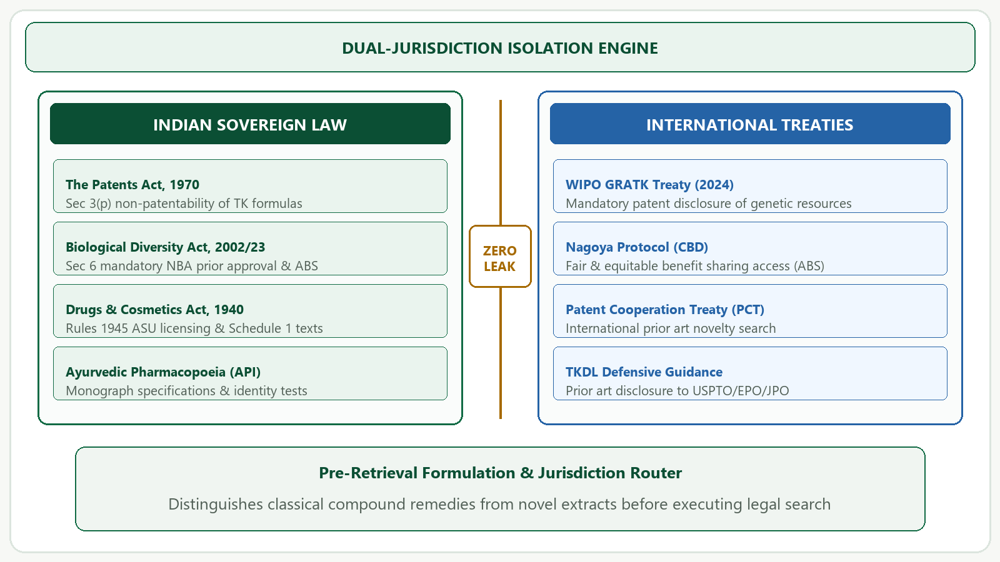 DUAL-JURISDICTION ISOLATION ENGINE
INDIAN SOVEREIGN LAW
The Patents Act, 1970
Sec 3(p) non-patentability of TK formulas
Biological Diversity Act, 2002/23
Sec 6 mandatory NBA prior approval & ABS
Drugs & Cosmetics Act, 1940
Rules 1945 ASU licensing & Schedule 1 texts
Ayurvedic Pharmacopoeia (API)
Monograph specifications & identity tests
ZERO
LEAK
INTERNATIONAL TREATIES
WIPO GRATK Treaty (2024)
Mandatory patent disclosure of genetic resources
Nagoya Protocol (CBD)
Fair & equitable benefit sharing access (ABS)
Patent Cooperation Treaty (PCT)
International prior art novelty search
TKDL Defensive Guidance
Prior art disclosure to USPTO/EPO/JPO
Pre-Retrieval Formulation & Jurisdiction Router
Distinguishes classical compound remedies from novel extracts before executing legal search